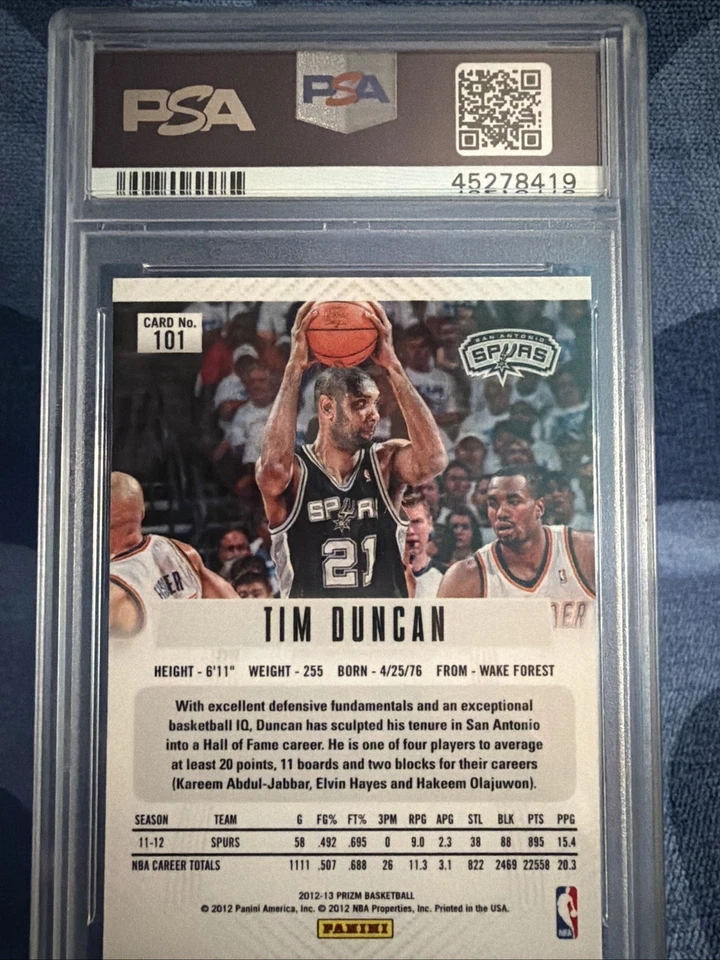 PSA
PSA
45278419
CARD No.
101
SAN ANTONIO
SPURS
SPURS
21
TIM DUNCAN
HEIGHT - 6'11" WEIGHT - 255 BORN - 4/25/76 FROM - WAKE FOREST
With excellent defensive fundamentals and an exceptional
basketball IQ, Duncan has sculpted his tenure in San Antonio
into a Hall of Fame career. He is one of four players to average
at least 20 points, 11 boards and two blocks for their careers
(Kareem Abdul-Jabbar, Elvin Hayes and Hakeem Olajuwon).
SEASON TEAM G FG% FT% 3PM RPG APG STL BLK PTS PPG
11-12 SPURS 58 .492 .695 0 9.0 2.3 38 88 895 15.4
NBA CAREER TOTALS 1111 .507 .688 26 11.3 3.1 822 2469 22558 20.3
2012-13 PRIZM BASKETBALL
© 2012 Panini America, Inc. © 2012 NBA Properties, Inc. Printed in the USA.
PANINI
NBA